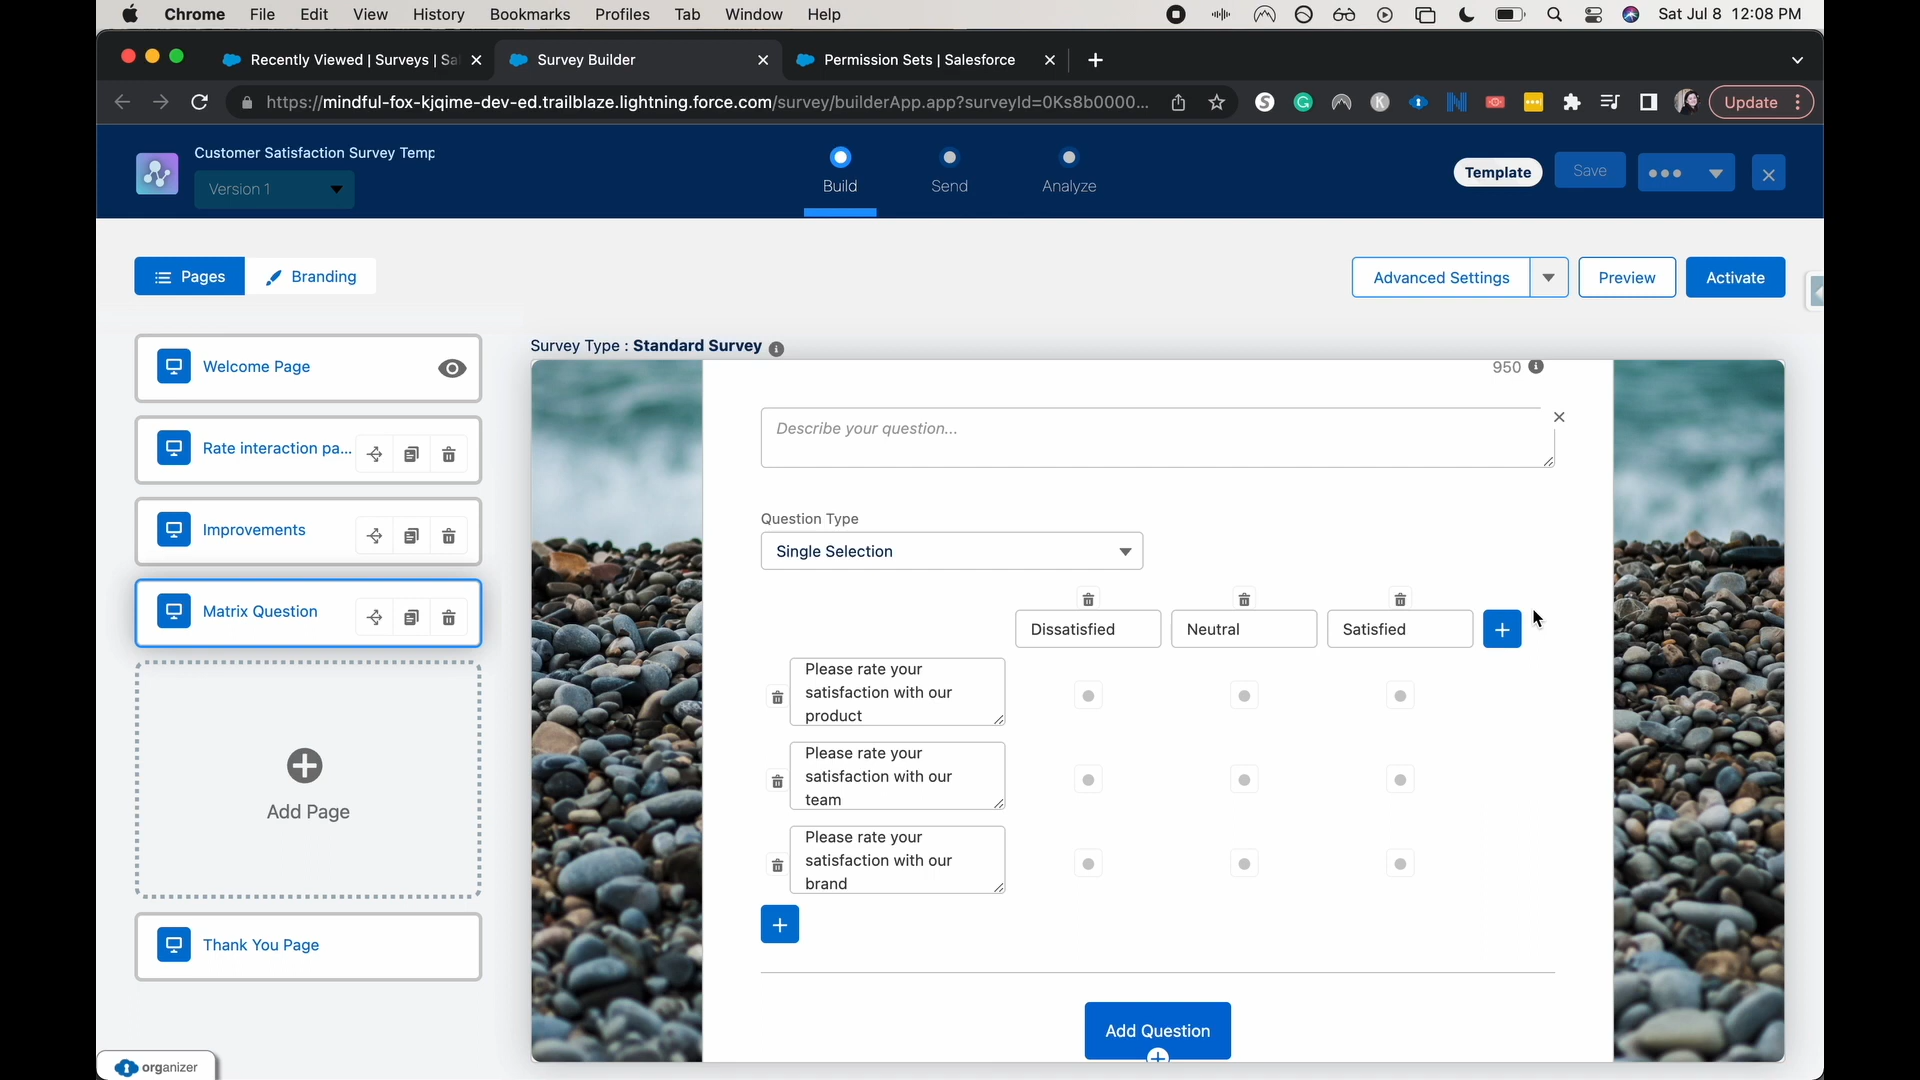 Chrome File Edit View History Bookmarks Profiles Tab Window Help Sat Jul 8 12:08 PM
Recently Viewed | Surveys | Sa
Survey Builder
Permission Sets | Salesforce
https://mindful-fox-kjqime-dev-ed.trailblaze.lightning.force.com/survey/builderApp.app?surveyId=0Ks8b0000... Update
Customer Satisfaction Survey Temp
Version 1
Build
Send
Analyze
Template
Save
Pages
Branding
Advanced Settings
Preview
Activate
Survey Type : Standard Survey
Welcome Page
Rate interaction pa...
Improvements
Matrix Question
Add Page
Thank You Page
950
Describe your question...
Question Type
Single Selection
Dissatisfied
Neutral
Satisfied
Please rate your
satisfaction with our
product
Please rate your
satisfaction with our
team
Please rate your
satisfaction with our
brand
Add Question
organizer